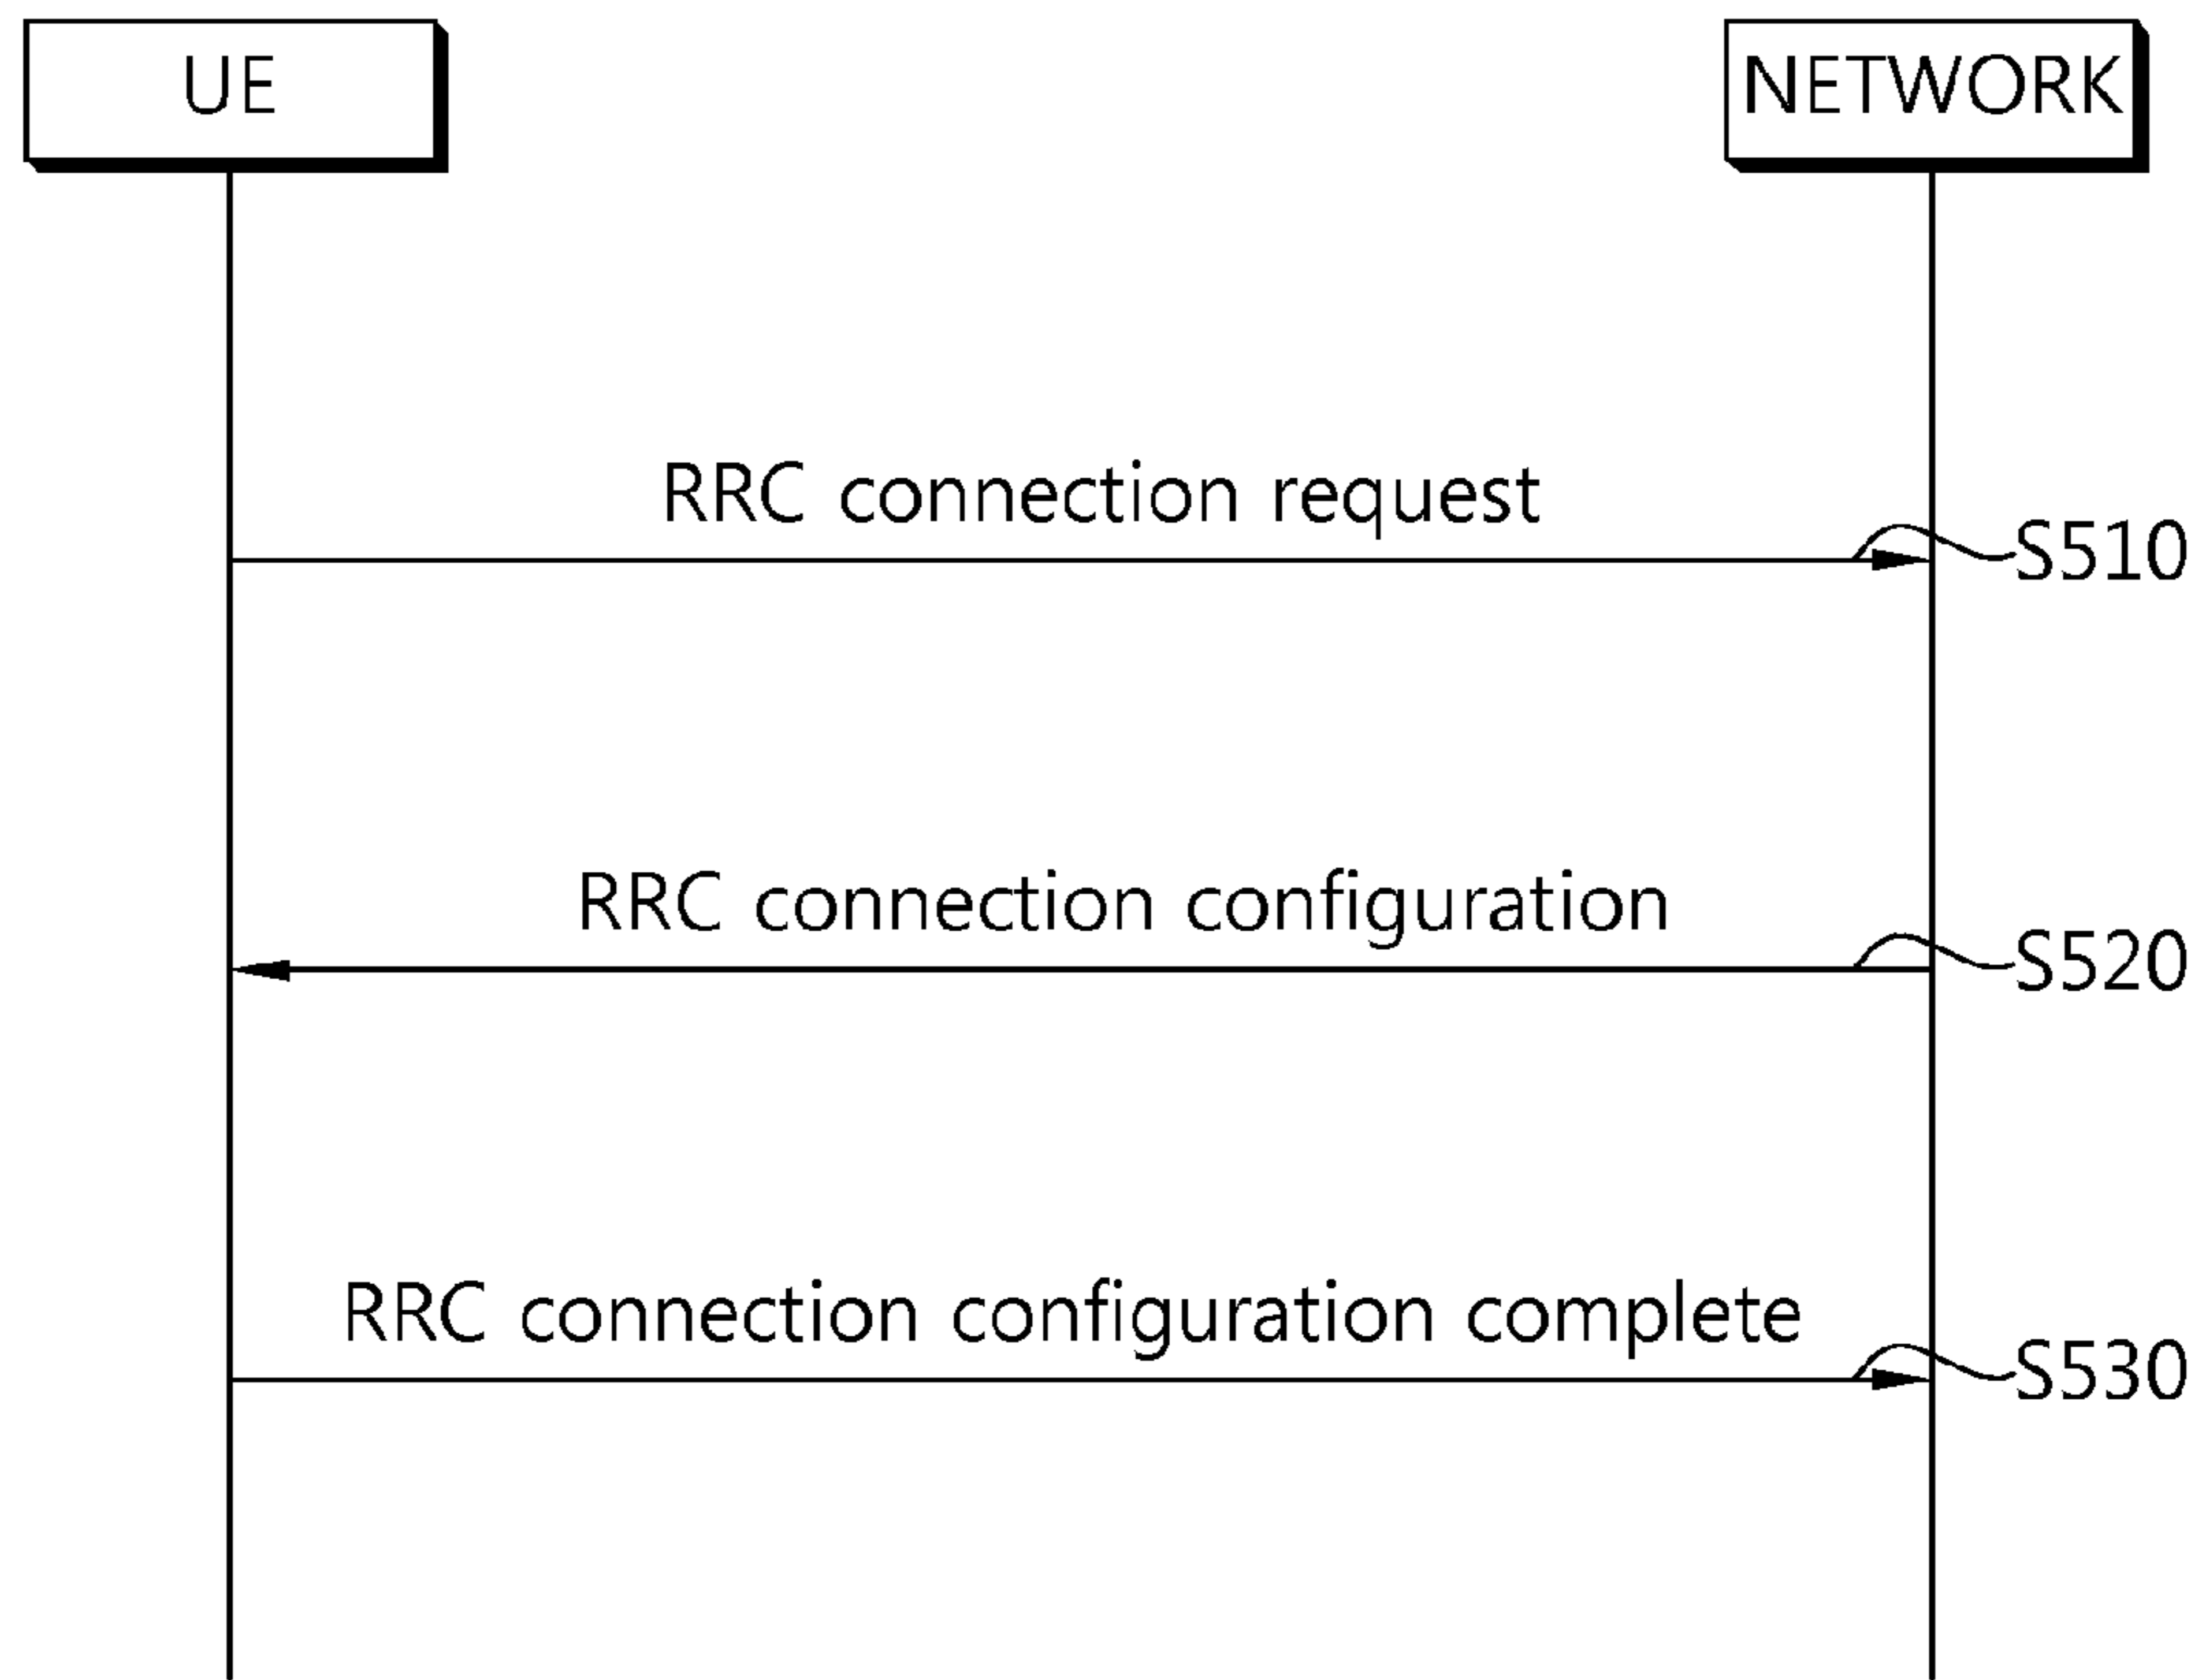 UE
NETWORK
RRC connection request
S510
RRC connection configuration
S520
RRC connection configuration complete
S530